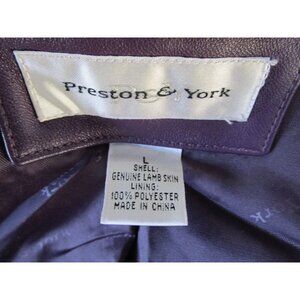 Preston & York
L
SHELL:
GENUINE LAMB SKIN
LINING:
100% POLYESTER
MADE IN CHINA